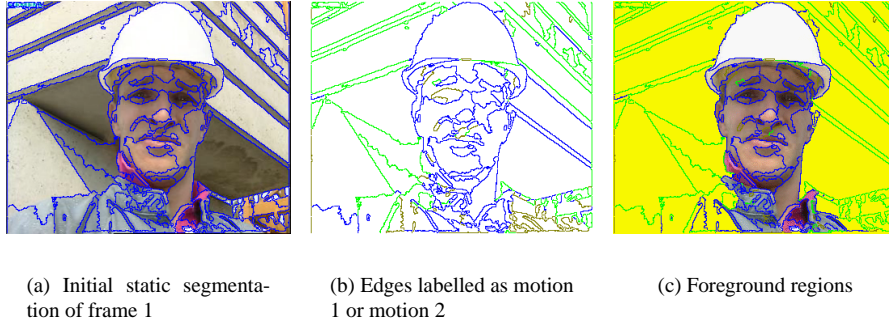 (a) Initial static segmenta-
tion of frame 1
(b) Edges labelled as motion
1 or motion 2
(c) Foreground regions